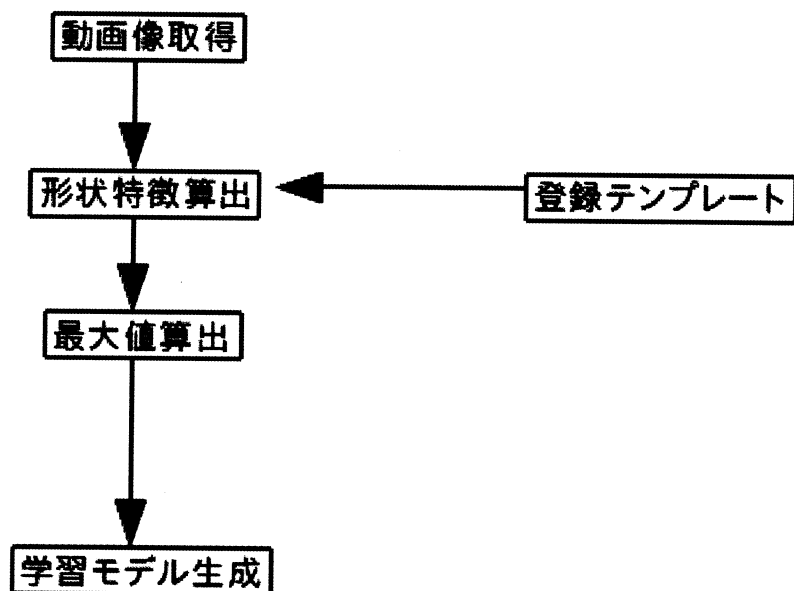 動画像取得
形状特徴算出
登録テンプレート
最大値算出
学習モデル生成